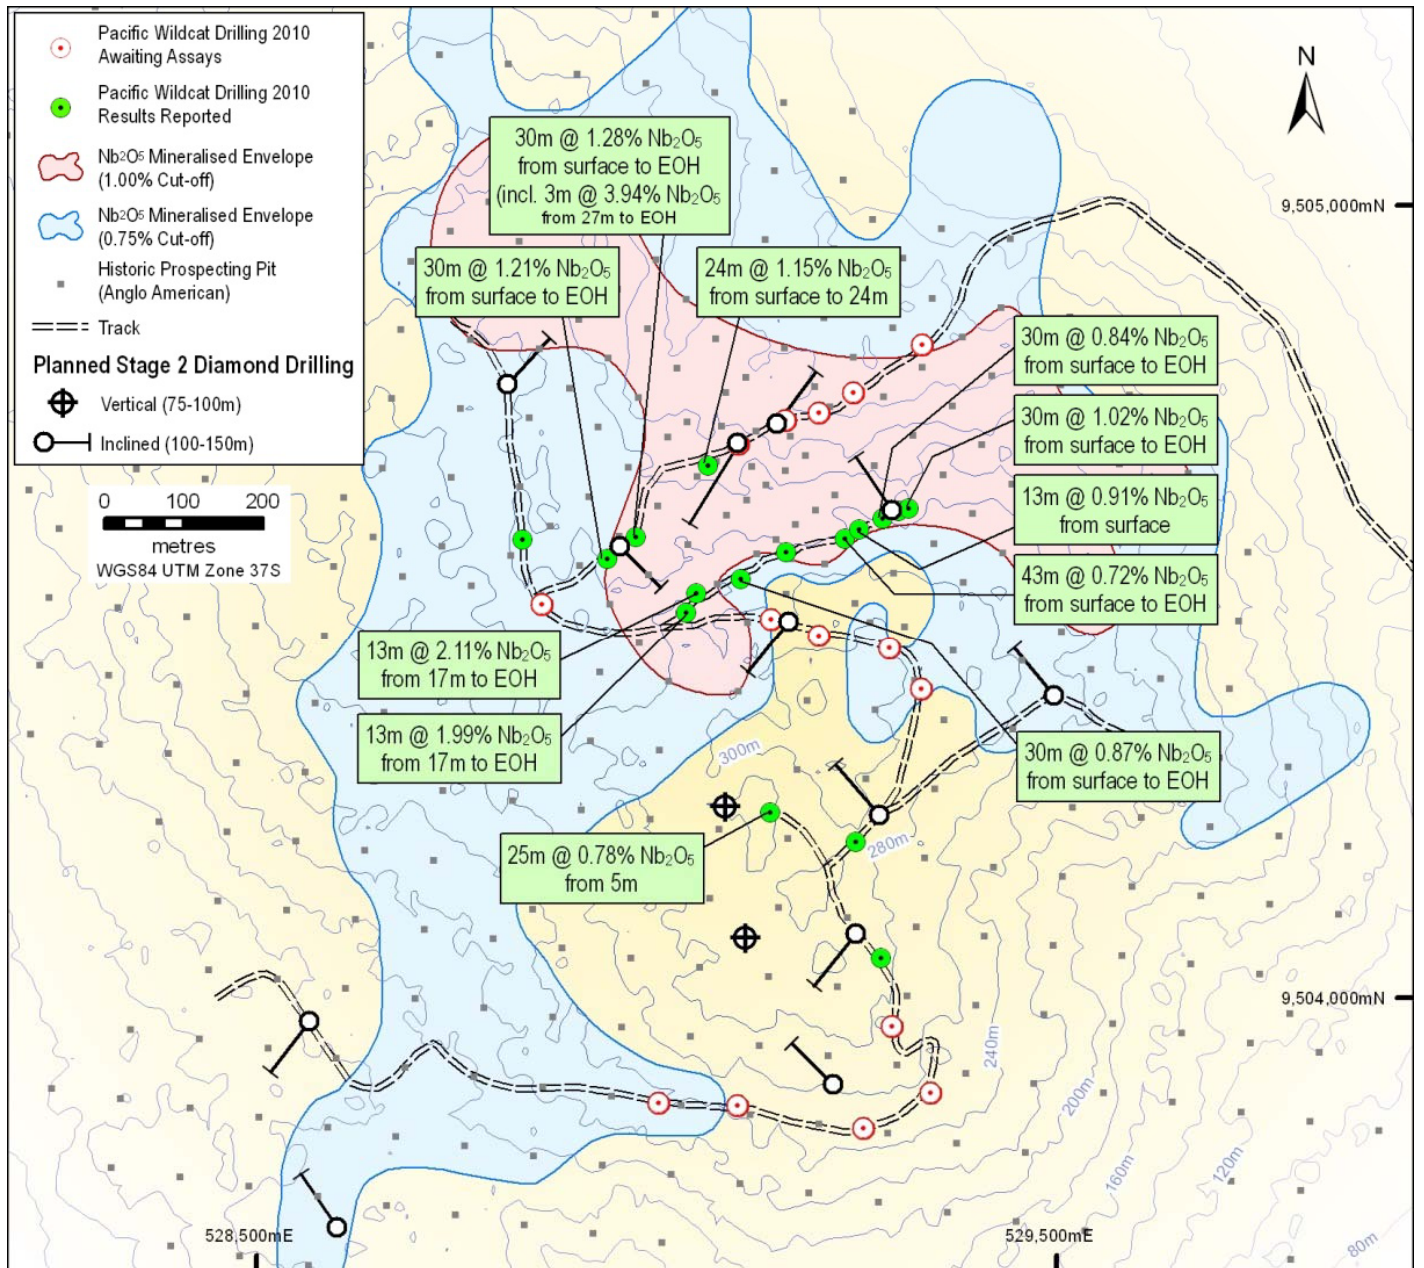 Pacific Wildcat Drilling 2010
Awaiting Assays
Pacific Wildcat Drilling 2010
Results Reported
Nb₂O₅ Mineralised Envelope
(1.00% Cut-off)
Nb₂O₅ Mineralised Envelope
(0.75% Cut-off)
Historic Prospecting Pit
(Anglo American)
Track
Planned Stage 2 Diamond Drilling
Vertical (75-100m)
Inclined (100-150m)
0 100 200
metres
WGS84 UTM Zone 37S
N
9,505,000mN
30m @ 1.28% Nb₂O₅
from surface to EOH
(incl. 3m @ 3.94% Nb₂O₅
from 27m to EOH
30m @ 1.21% Nb₂O₅
from surface to EOH
24m @ 1.15% Nb₂O₅
from surface to 24m
30m @ 0.84% Nb₂O₅
from surface to EOH
30m @ 1.02% Nb₂O₅
from surface to EOH
13m @ 0.91% Nb₂O₅
from surface
43m @ 0.72% Nb₂O₅
from surface to EOH
13m @ 2.11% Nb₂O₅
from 17m to EOH
13m @ 1.99% Nb₂O₅
from 17m to EOH
30m @ 0.87% Nb₂O₅
from surface to EOH
300m
280m
25m @ 0.78% Nb₂O₅
from 5m
9,504,000mN
240m
200m
160m
120m
80m
528,500mE
529,500mE